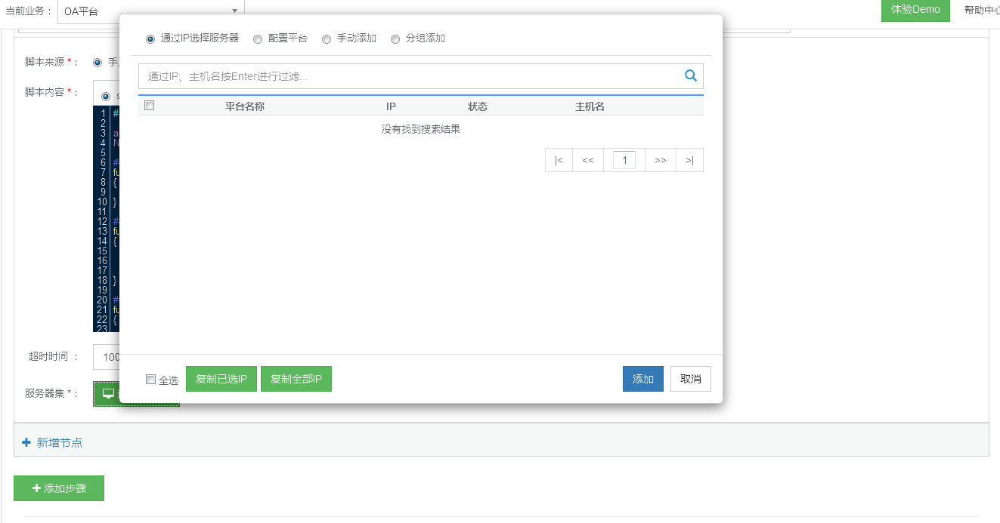 当前业务： OA平台 体验Demo 帮助中心
通过IP选择服务器 配置平台 手动添加 分组添加
脚本来源 * ： 手
通过IP、主机名按Enter进行过滤...
脚本内容 * ： s
平台名称 IP 状态 主机名
没有找到搜索结果
|< << 1 >> >|
1 #
2
3 a
4 N
5
6 #
7 fu
8 {
9
10 }
11
12 #
13 fu
14 {
15
16
17
18 }
19
20 #
21 fu
22 {
23
超时时间 ： 100
全选 复制已选IP 复制全部IP 添加 取消
服务器集 * ：
新增节点
添加步骤